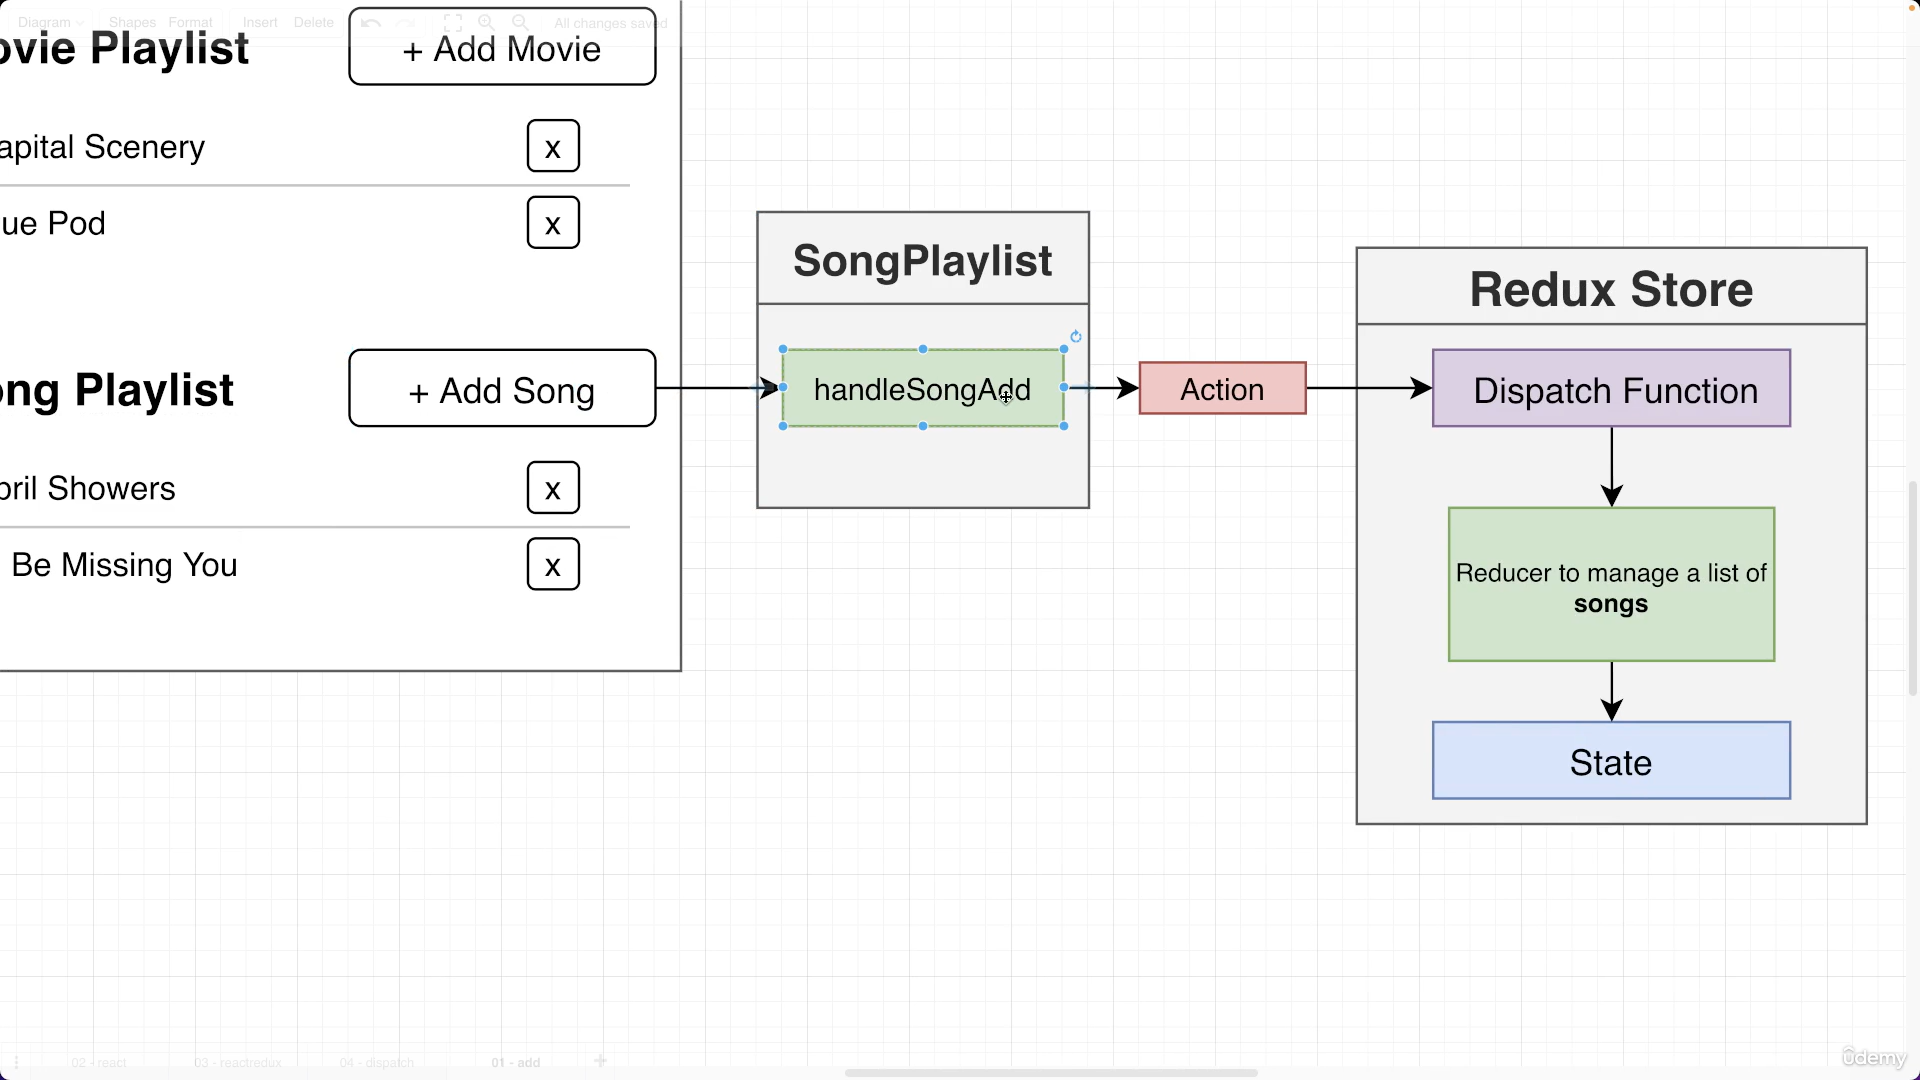 Diagram Shapes Format Insert Delete All changes saved
ovie Playlist
+ Add Movie
apital Scenery
x
ue Pod
x
ong Playlist
+ Add Song
pril Showers
x
Be Missing You
x
SongPlaylist
handleSongAdd
Action
Redux Store
Dispatch Function
Reducer to manage a list of
songs
State
02 - react 03 - reactredux 04 - dispatch 01 - add
ûdemy